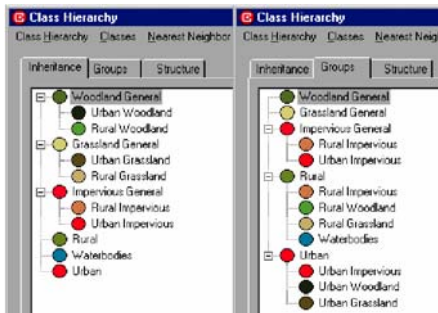 Class Hierarchy
Class Hierarchy Classes Nearest Neighbor
Inheritance Groups Structure
Woodland General
Urban Woodland
Rural Woodland
Grassland General
Urban Grassland
Rural Grassland
Impervious General
Rural Impervious
Urban Impervious
Rural
Waterbodies
Urban
Class Hierarchy
Class Hierarchy Classes Nearest Neig
Inheritance Groups Structure
Woodland General
Grassland General
Impervious General
Rural Impervious
Urban Impervious
Rural
Rural Impervious
Rural Woodland
Rural Grassland
Waterbodies
Urban
Urban Impervious
Urban Woodland
Urban Grassland